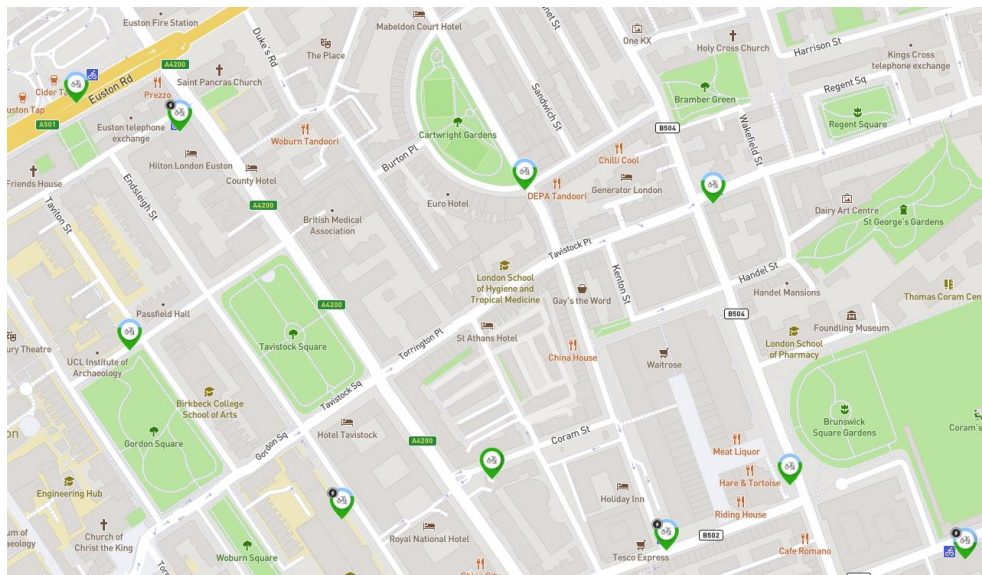 Euston Fire Station
Mabeldon Court Hotel
Duke's Rd
The Place
One KX
Holy Cross Church
Harrison St
Kings Cross
telephone exchange
A4200
Saint Pancras Church
Cider
Euston Rd
Prezzo
Sandwich St
Regent Sq
Bramber Green
A501
Euston telephone
exchange
Woburn Tandoori
Cartwright Gardens
B504
Wakefield St
Regent Square
Burton Pl
Chilli Cool
Friends House
Hilton London Euston
County Hotel
Endsleigh St
Generator London
DEPA Tandoori
Euro Hotel
Taviton St
A4200
British Medical
Association
Dairy Art Centre
St George's Gardens
Tavistock Pl
London School
of Hygiene and
Tropical Medicine
Kenton St
Handel St
Handel Mansions
Gay's the Word
Thomas Coram
Passfield Hall
A4200
B504
Foundling Museum
Torrington Pl
St Athans Hotel
London School
of Pharmacy
China House
Waitrose
Tavistock Square
UCL Institute of
Archaeology
Birkbeck College
School of Arts
Tavistock Sq
Brunswick
Square Gardens
Coram's
Gordon Square
Gordon Sq
Hotel Tavistock
A4200
Coram St
Meat Liquor
Hare & Tortoise
Engineering Hub
Holiday Inn
Riding House
Church of
Christ the King
Woburn Square
Royal National Hotel
B502
Tesco Express
Cafe Romano